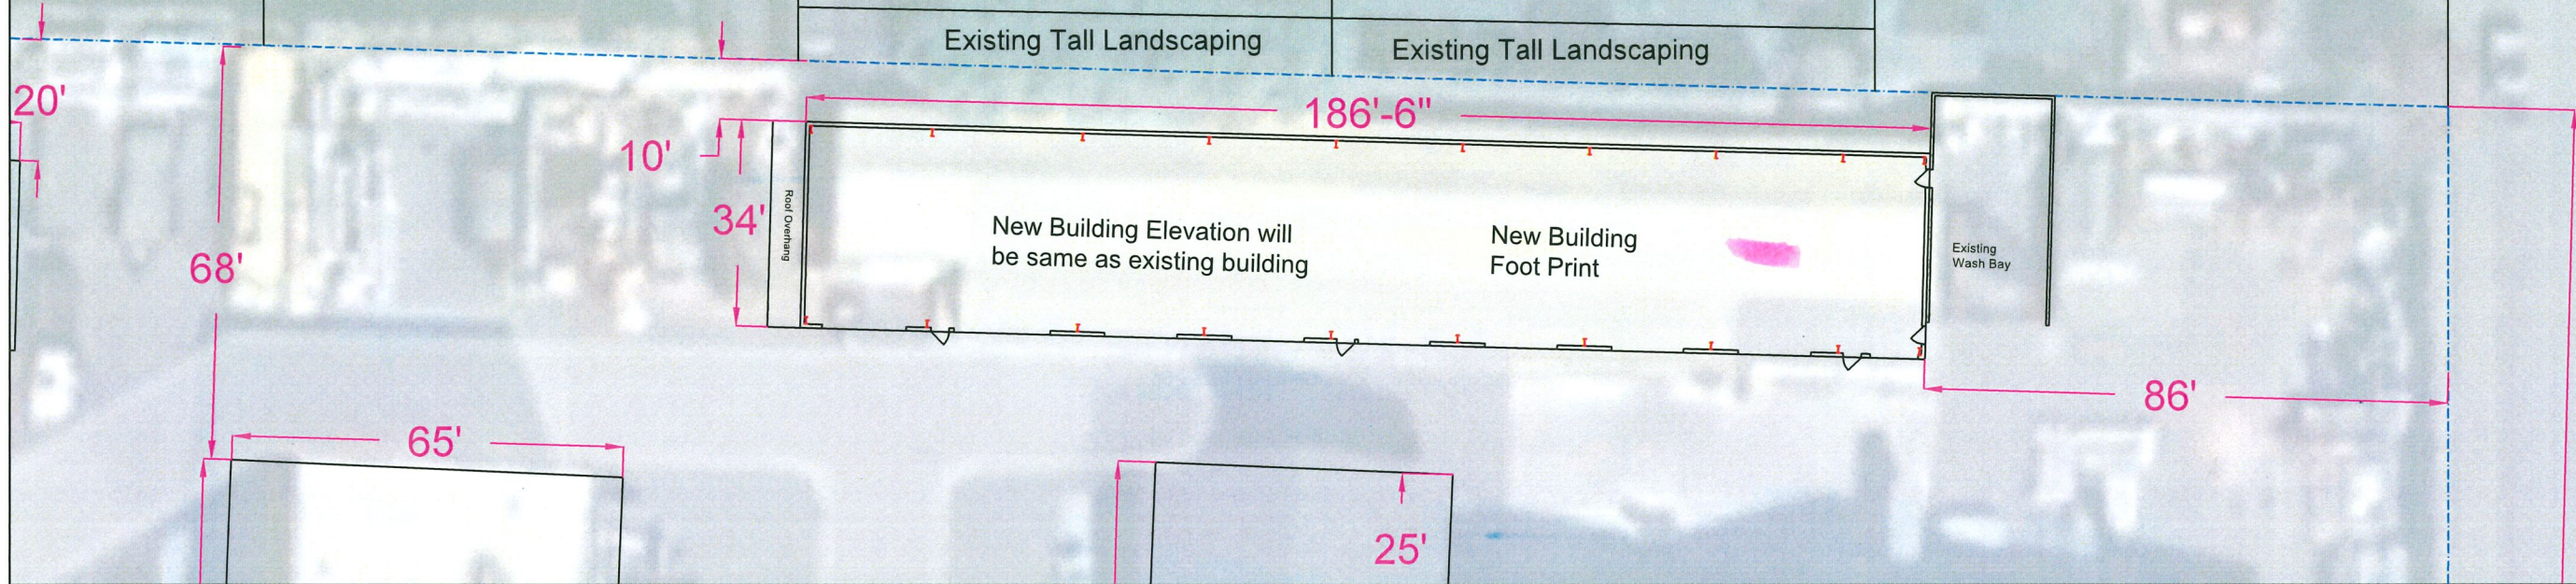 Existing Tall Landscaping
Existing Tall Landscaping
20'
186'-6"
10'
34'
Roof Overhang
68'
New Building Elevation will
be same as existing building
New Building
Foot Print
Existing
Wash Bay
86'
65'
25'